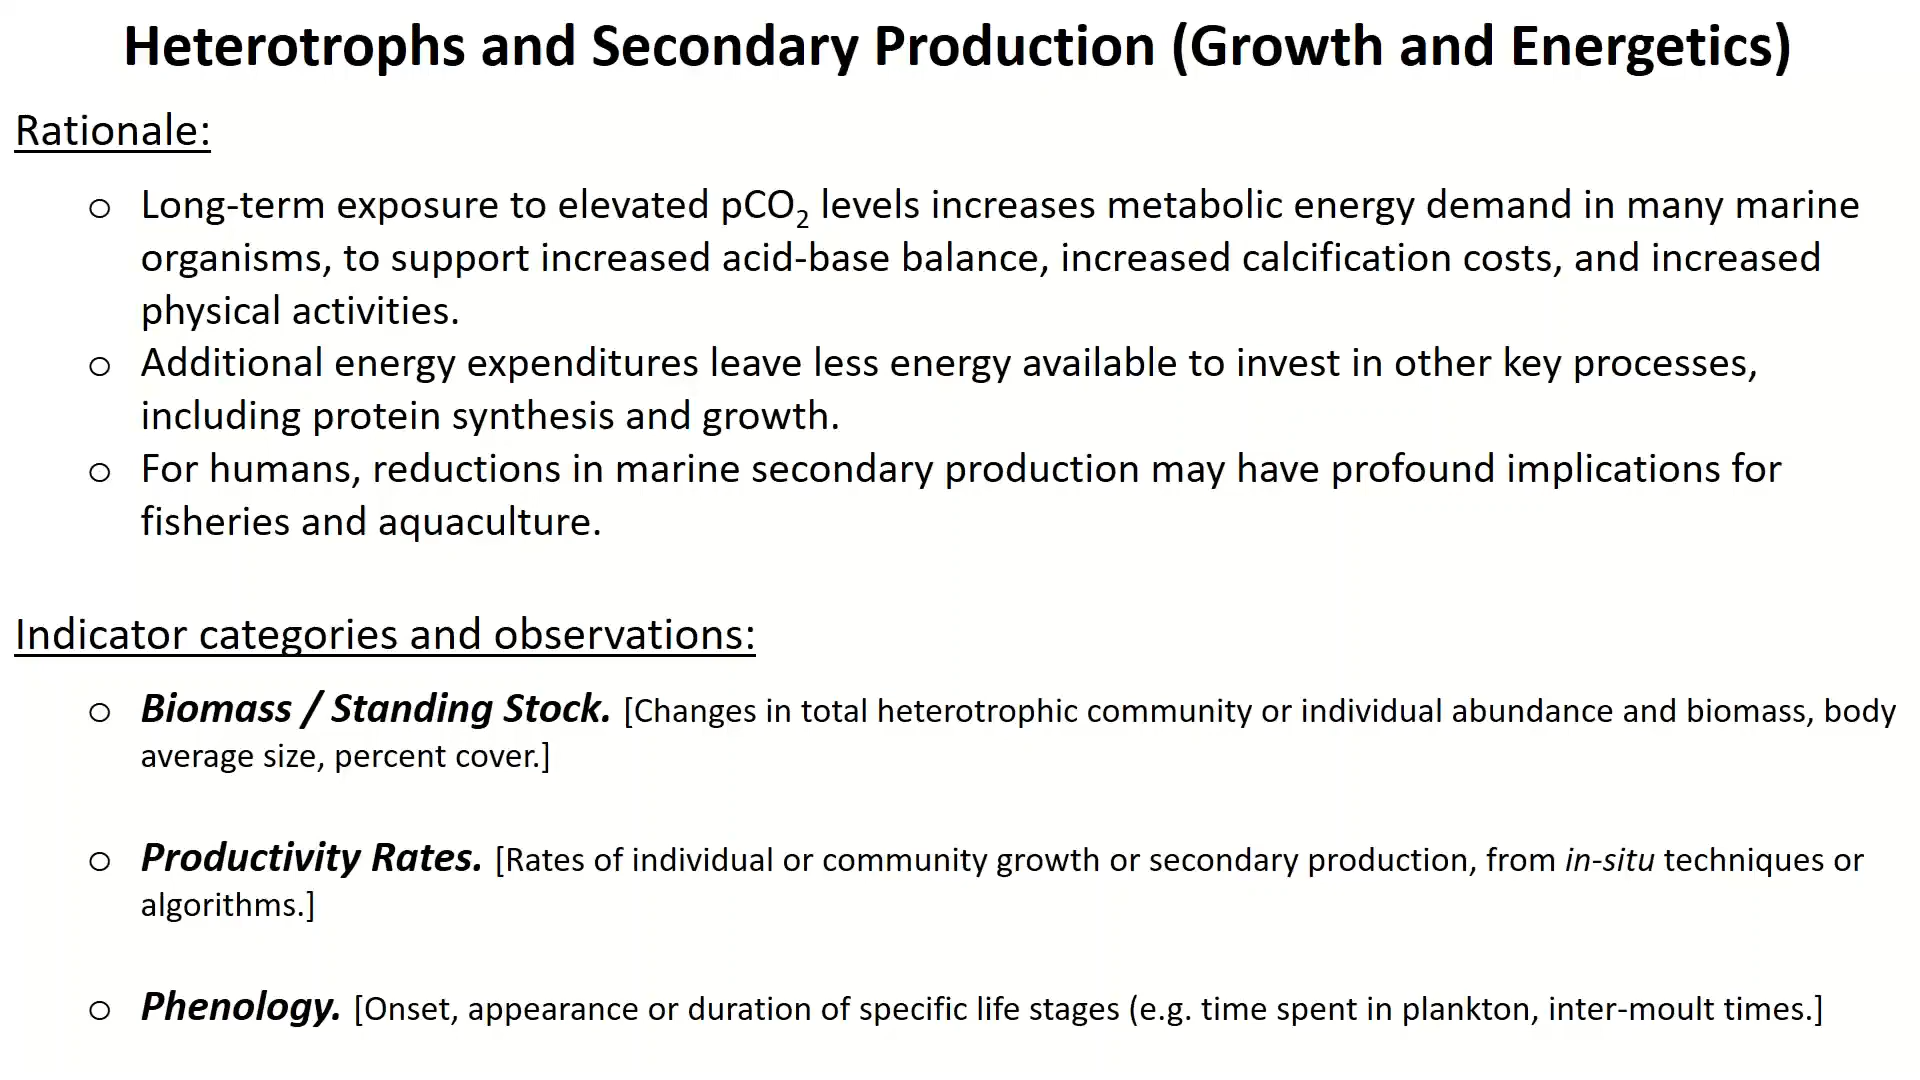 Heterotrophs and Secondary Production (Growth and Energetics)
Rationale:
o Long-term exposure to elevated pCO₂ levels increases metabolic energy demand in many marine
organisms, to support increased acid-base balance, increased calcification costs, and increased
physical activities.
o Additional energy expenditures leave less energy available to invest in other key processes,
including protein synthesis and growth.
o For humans, reductions in marine secondary production may have profound implications for
fisheries and aquaculture.
Indicator categories and observations:
o Biomass / Standing Stock. [Changes in total heterotrophic community or individual abundance and biomass, body
average size, percent cover.]
o Productivity Rates. [Rates of individual or community growth or secondary production, from in-situ techniques or
algorithms.]
o Phenology. [Onset, appearance or duration of specific life stages (e.g. time spent in plankton, inter-moult times.]